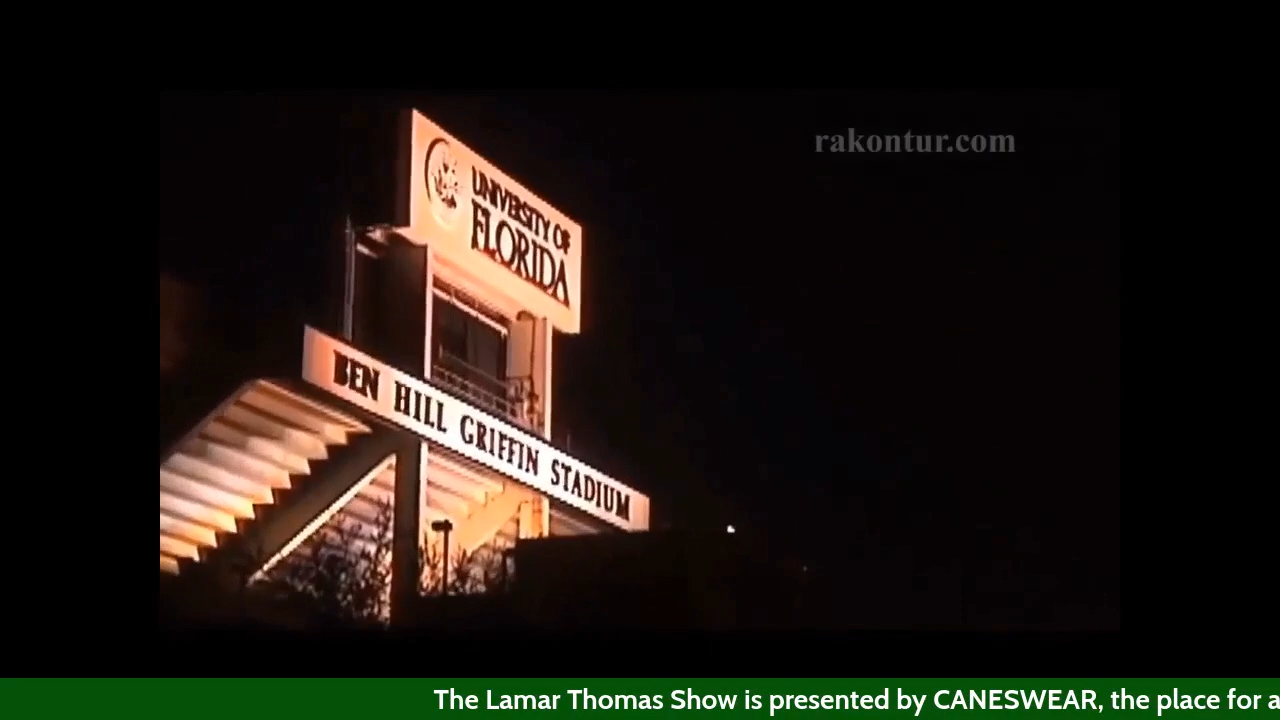 rakontur.com
UNIVERSITY OF
FLORIDA
BEN HILL GRIFFIN STADIUM
The Lamar Thomas Show is presented by CANESWEAR, the place for a